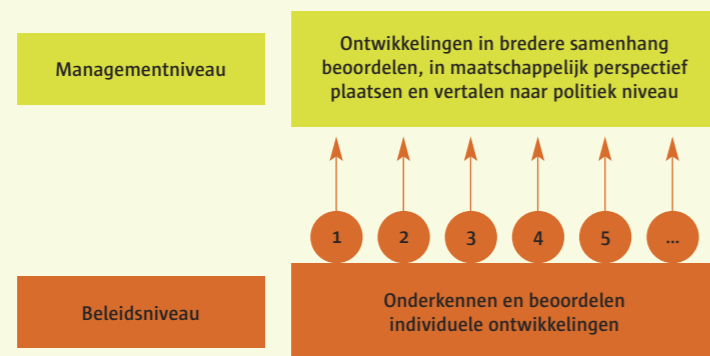 Managementniveau
Ontwikkelingen in bredere samenhang
beoordelen, in maatschappelijk perspectief
plaatsen en vertalen naar politiek niveau
1 2 3 4 5 ...
Beleidsniveau
Onderkennen en beoordelen
individuele ontwikkelingen